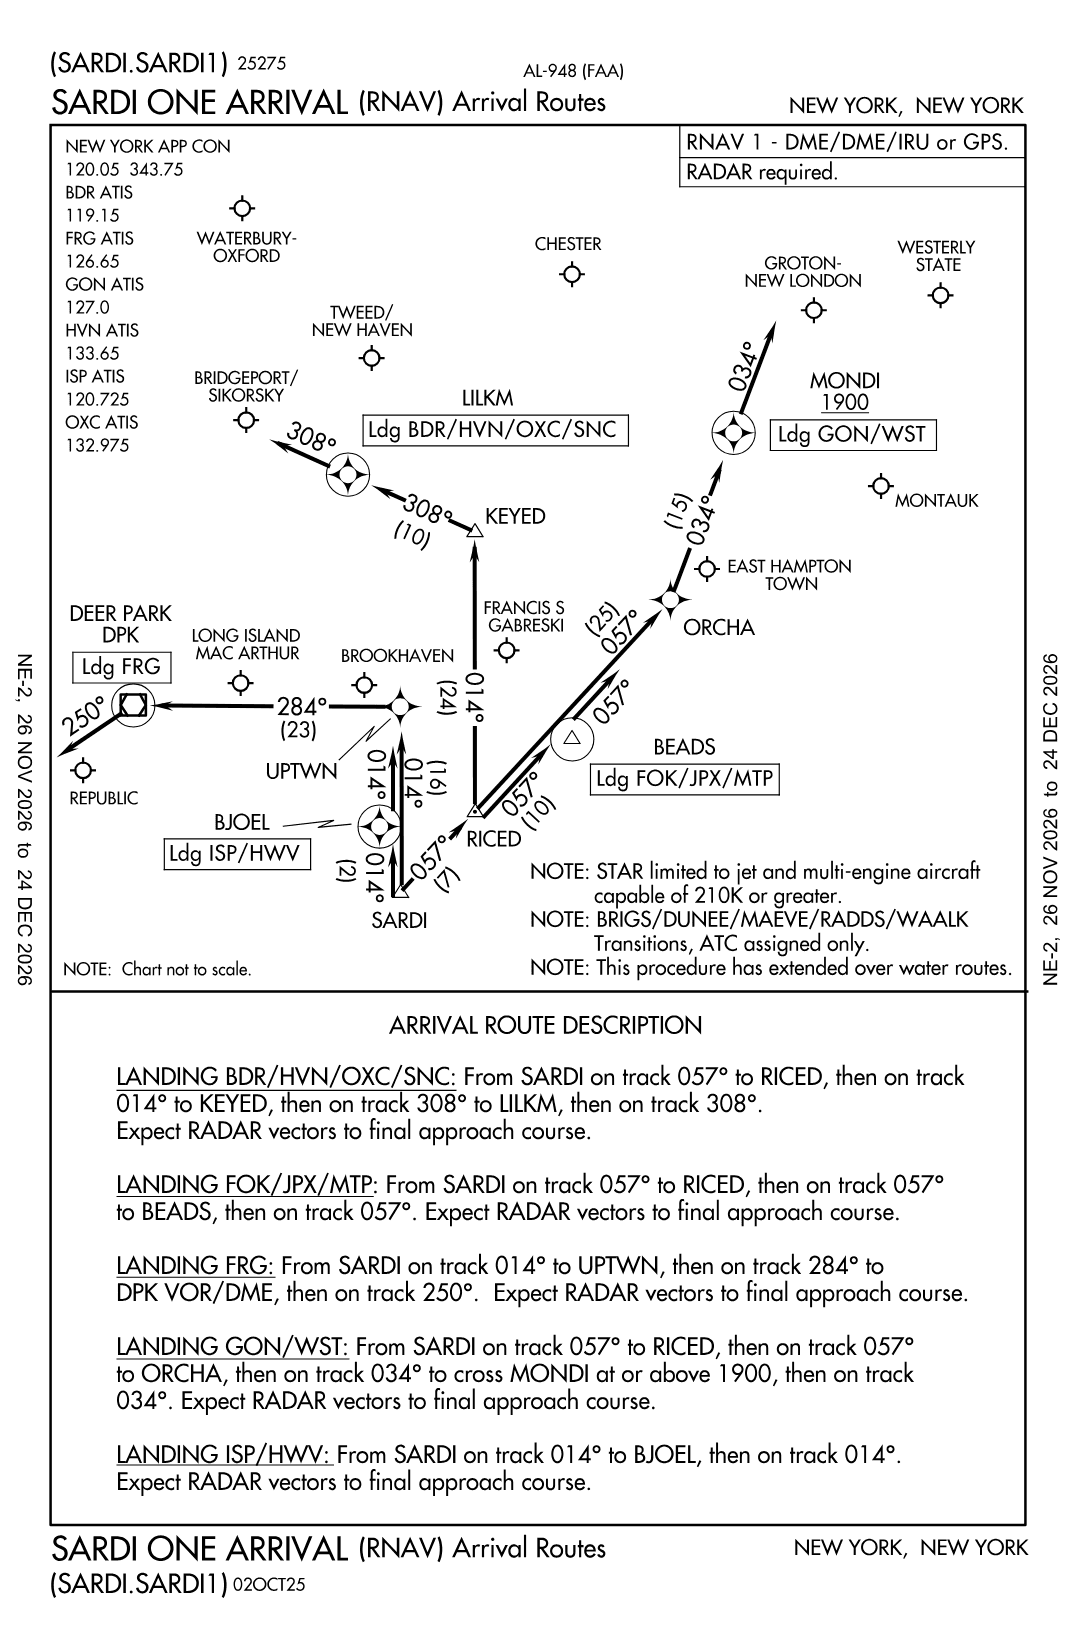 (SARDI.SARDI1) 25275
AL-948 (FAA)
SARDI ONE ARRIVAL (RNAV) Arrival Routes
NEW YORK, NEW YORK
NEW YORK APP CON
120.05 343.75
BDR ATIS
119.15
FRG ATIS
126.65
GON ATIS
127.0
HVN ATIS
133.65
ISP ATIS
120.725
OXC ATIS
132.975
RNAV 1 - DME/DME/IRU or GPS.
RADAR required.
WATERBURY-
OXFORD
CHESTER
WESTERLY
STATE
GROTON-
NEW LONDON
TWEED/
NEW HAVEN
BRIDGEPORT/
SIKORSKY
LILKM
Ldg BDR/HVN/OXC/SNC
034°
MONDI
1900
Ldg GON/WST
308°
308°
(10)
KEYED
(15)
034°
MONTAUK
EAST HAMPTON
TOWN
ORCHA
DEER PARK
DPK
Ldg FRG
LONG ISLAND
MAC ARTHUR
BROOKHAVEN
FRANCIS S
GABRESKI
(25)
057°
250°
284°
(23)
(24)
014°
057°
REPUBLIC
UPTWN
014°
014°
(16)
BEADS
Ldg FOK/JPX/MTP
057°
(10)
BJOEL
Ldg ISP/HWV
RICED
(2)
014°
057°
(7)
SARDI
NOTE: STAR limited to jet and multi-engine aircraft
capable of 210K or greater.
NOTE: BRIGS/DUNEE/MAEVE/RADDS/WAALK
Transitions, ATC assigned only.
NOTE: This procedure has extended over water routes.
NOTE: Chart not to scale.
NE-2, 26 NOV 2026 to 24 DEC 2026
NE-2, 26 NOV 2026 to 24 DEC 2026
ARRIVAL ROUTE DESCRIPTION
LANDING BDR/HVN/OXC/SNC: From SARDI on track 057° to RICED, then on track
014° to KEYED, then on track 308° to LILKM, then on track 308°.
Expect RADAR vectors to final approach course.
LANDING FOK/JPX/MTP: From SARDI on track 057° to RICED, then on track 057°
to BEADS, then on track 057°. Expect RADAR vectors to final approach course.
LANDING FRG: From SARDI on track 014° to UPTWN, then on track 284° to
DPK VOR/DME, then on track 250°. Expect RADAR vectors to final approach course.
LANDING GON/WST: From SARDI on track 057° to RICED, then on track 057°
to ORCHA, then on track 034° to cross MONDI at or above 1900, then on track
034°. Expect RADAR vectors to final approach course.
LANDING ISP/HWV: From SARDI on track 014° to BJOEL, then on track 014°.
Expect RADAR vectors to final approach course.
SARDI ONE ARRIVAL (RNAV) Arrival Routes
NEW YORK, NEW YORK
(SARDI.SARDI1) 02OCT25